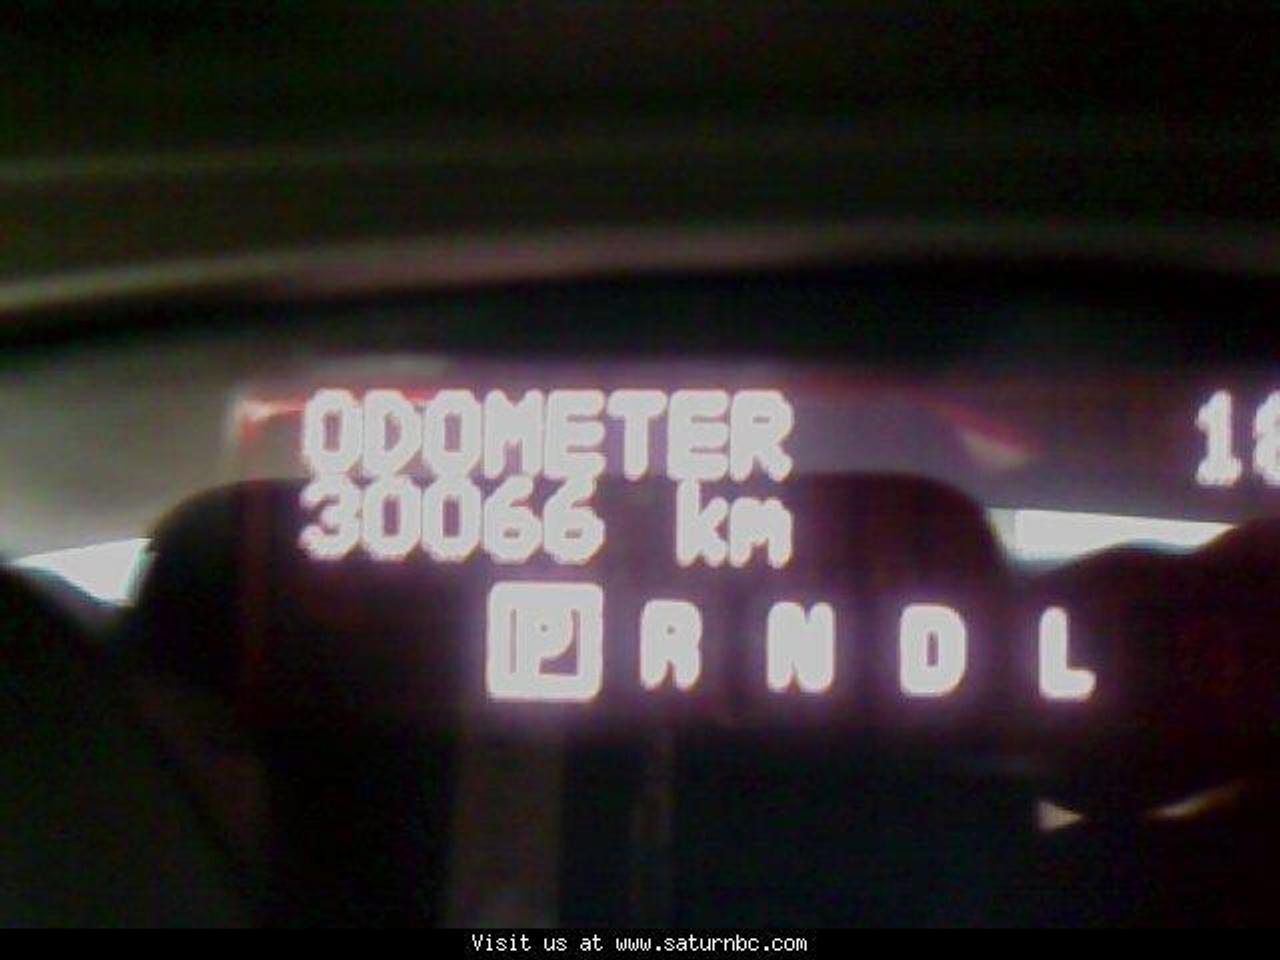 ODOMETER
30066 km
P R N D L
Visit us at www.saturnbc.com